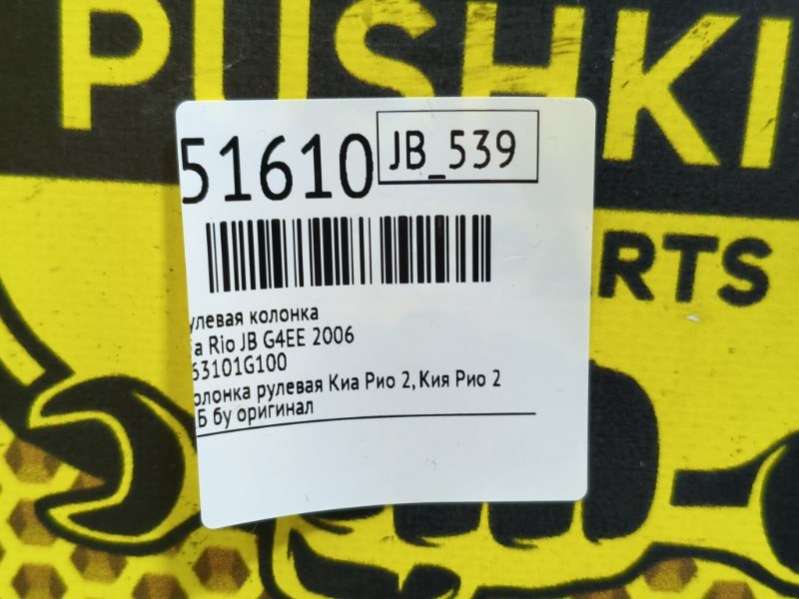 PUSHKI
51610
JB_539
RTS
улевая колонка
a Rio JB G4EE 2006
63101G100
олонка рулевая Киа Рио 2, Кия Рио 2
Б бу оригинал